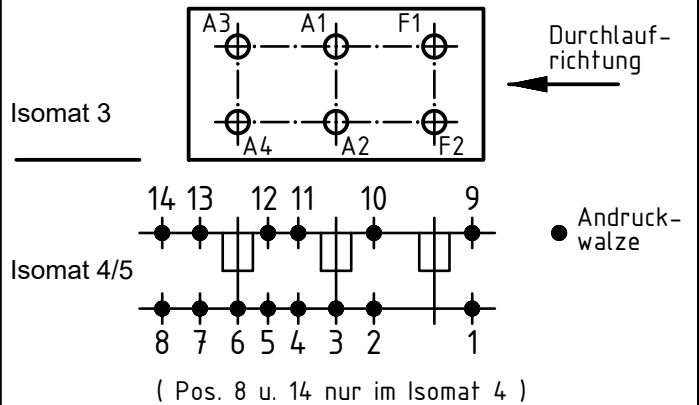 A3 A1 F1
Durchlauf-
richtung
Isomat 3
A4 A2 F2
14 13 12 11 10 9
Andruck-
walze
Isomat 4/5
8 7 6 5 4 3 2 1
( Pos. 8 u. 14 nur im Isomat 4 )